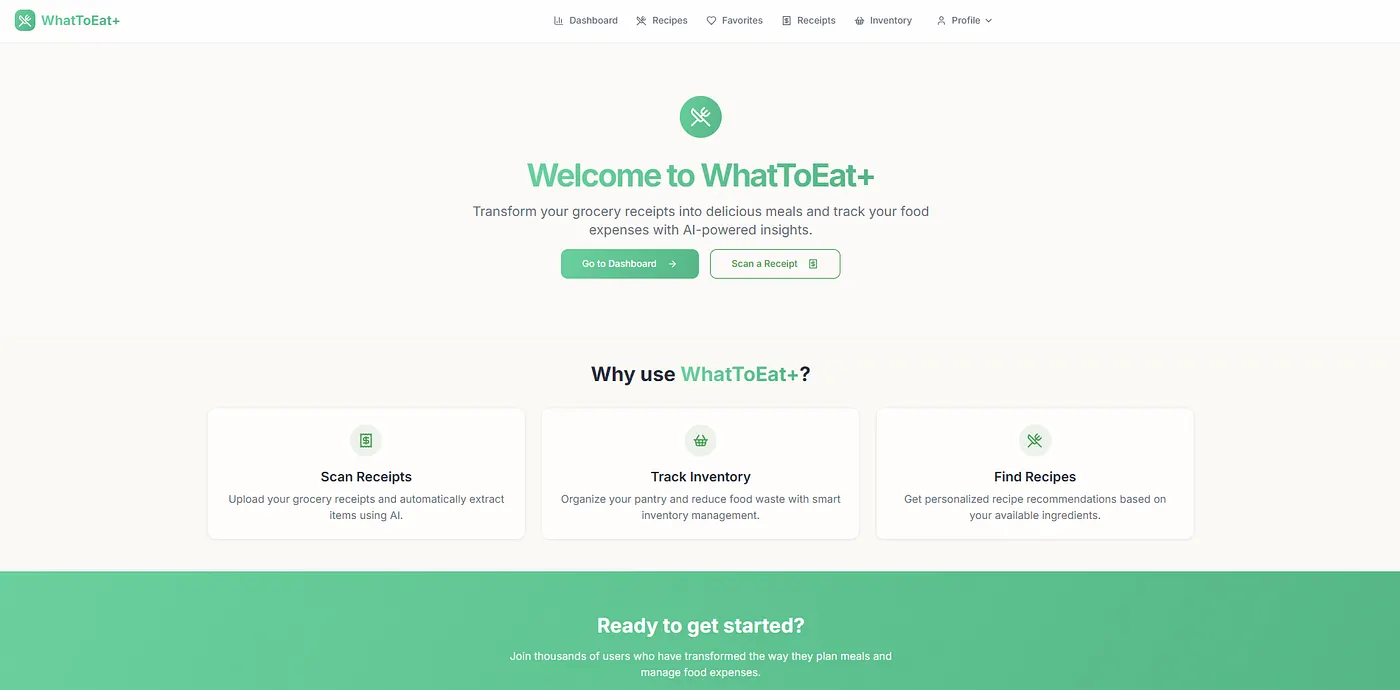 WhatToEat+
Dashboard
Recipes
Favorites
Receipts
Inventory
Profile
Welcome to WhatToEat+
Transform your grocery receipts into delicious meals and track your food
expenses with AI-powered insights.
Go to Dashboard
Scan a Receipt
Why use WhatToEat+?
Scan Receipts
Upload your grocery receipts and automatically extract
items using AI.
Track Inventory
Organize your pantry and reduce food waste with smart
inventory management.
Find Recipes
Get personalized recipe recommendations based on
your available ingredients.
Ready to get started?
Join thousands of users who have transformed the way they plan meals and
manage food expenses.